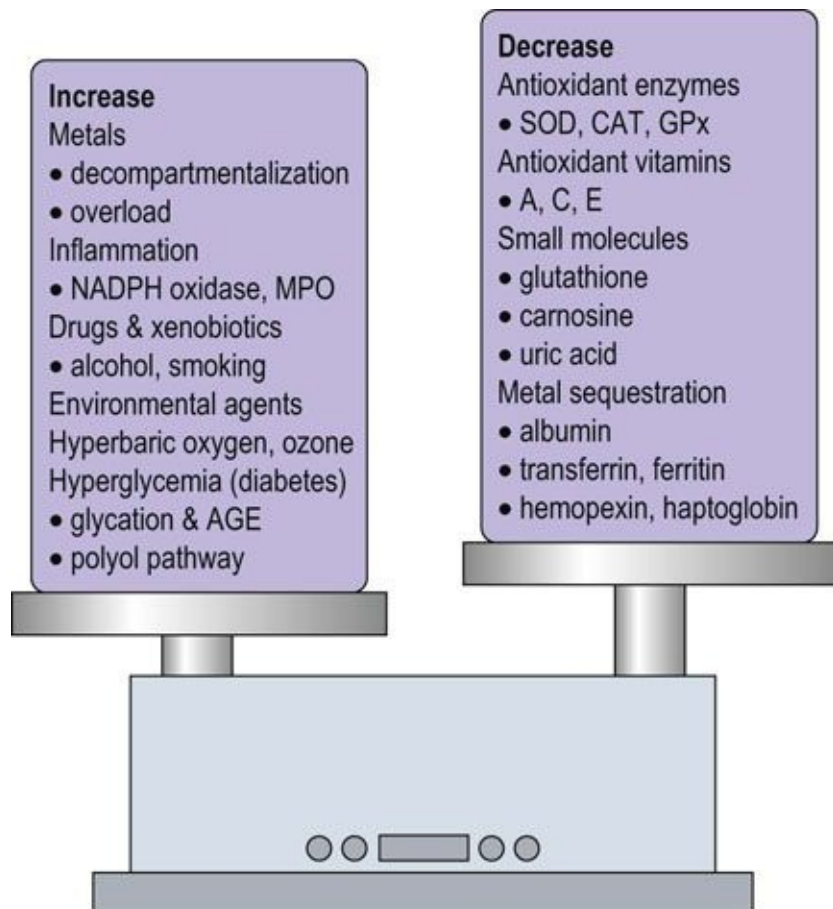 Increase
Metals
• decompartmentalization
• overload
Inflammation
• NADPH oxidase, MPO
Drugs & xenobiotics
• alcohol, smoking
Environmental agents
Hyperbaric oxygen, ozone
Hyperglycemia (diabetes)
• glycation & AGE
• polyol pathway
Decrease
Antioxidant enzymes
• SOD, CAT, GPx
Antioxidant vitamins
• A, C, E
Small molecules
• glutathione
• carnosine
• uric acid
Metal sequestration
• albumin
• transferrin, ferritin
• hemopexin, haptoglobin